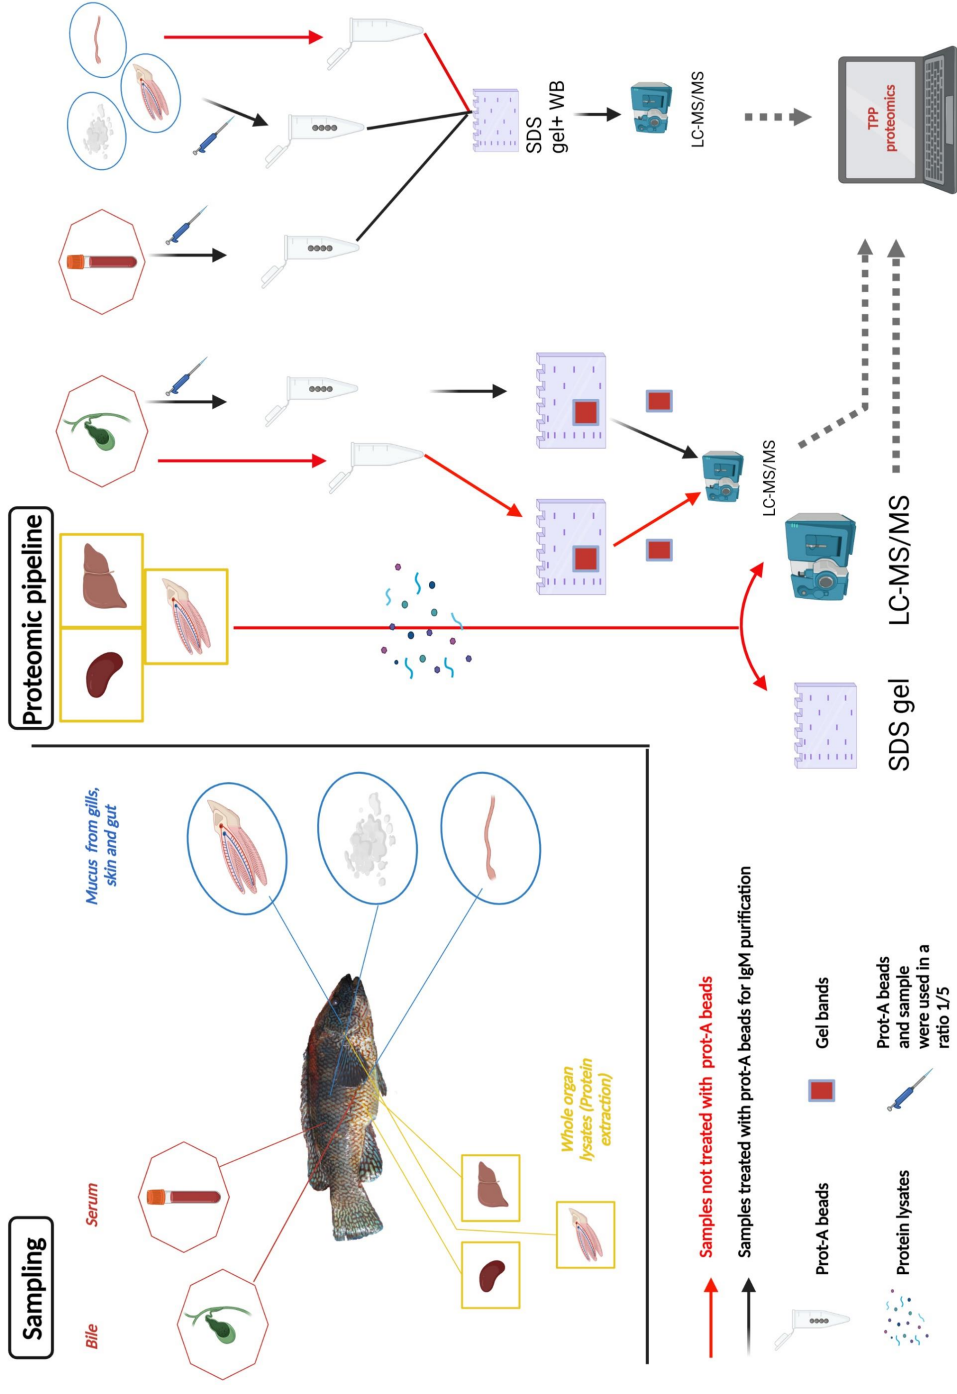 Sampling
Bile
Serum
Mucus from gills,
skin and gut
Whole organ
lysates (Protein
extraction)
Proteomic pipeline
SDS
gel+ WB
LC-MS/MS
LC-MS/MS
SDS gel
LC-MS/MS
TPP
proteomics
Samples not treated with prot-A beads
Samples treated with prot-A beads for IgM purification
Prot-A beads
Gel bands
Protein lysates
Prot-A beads
and sample
were used in a
ratio 1/5